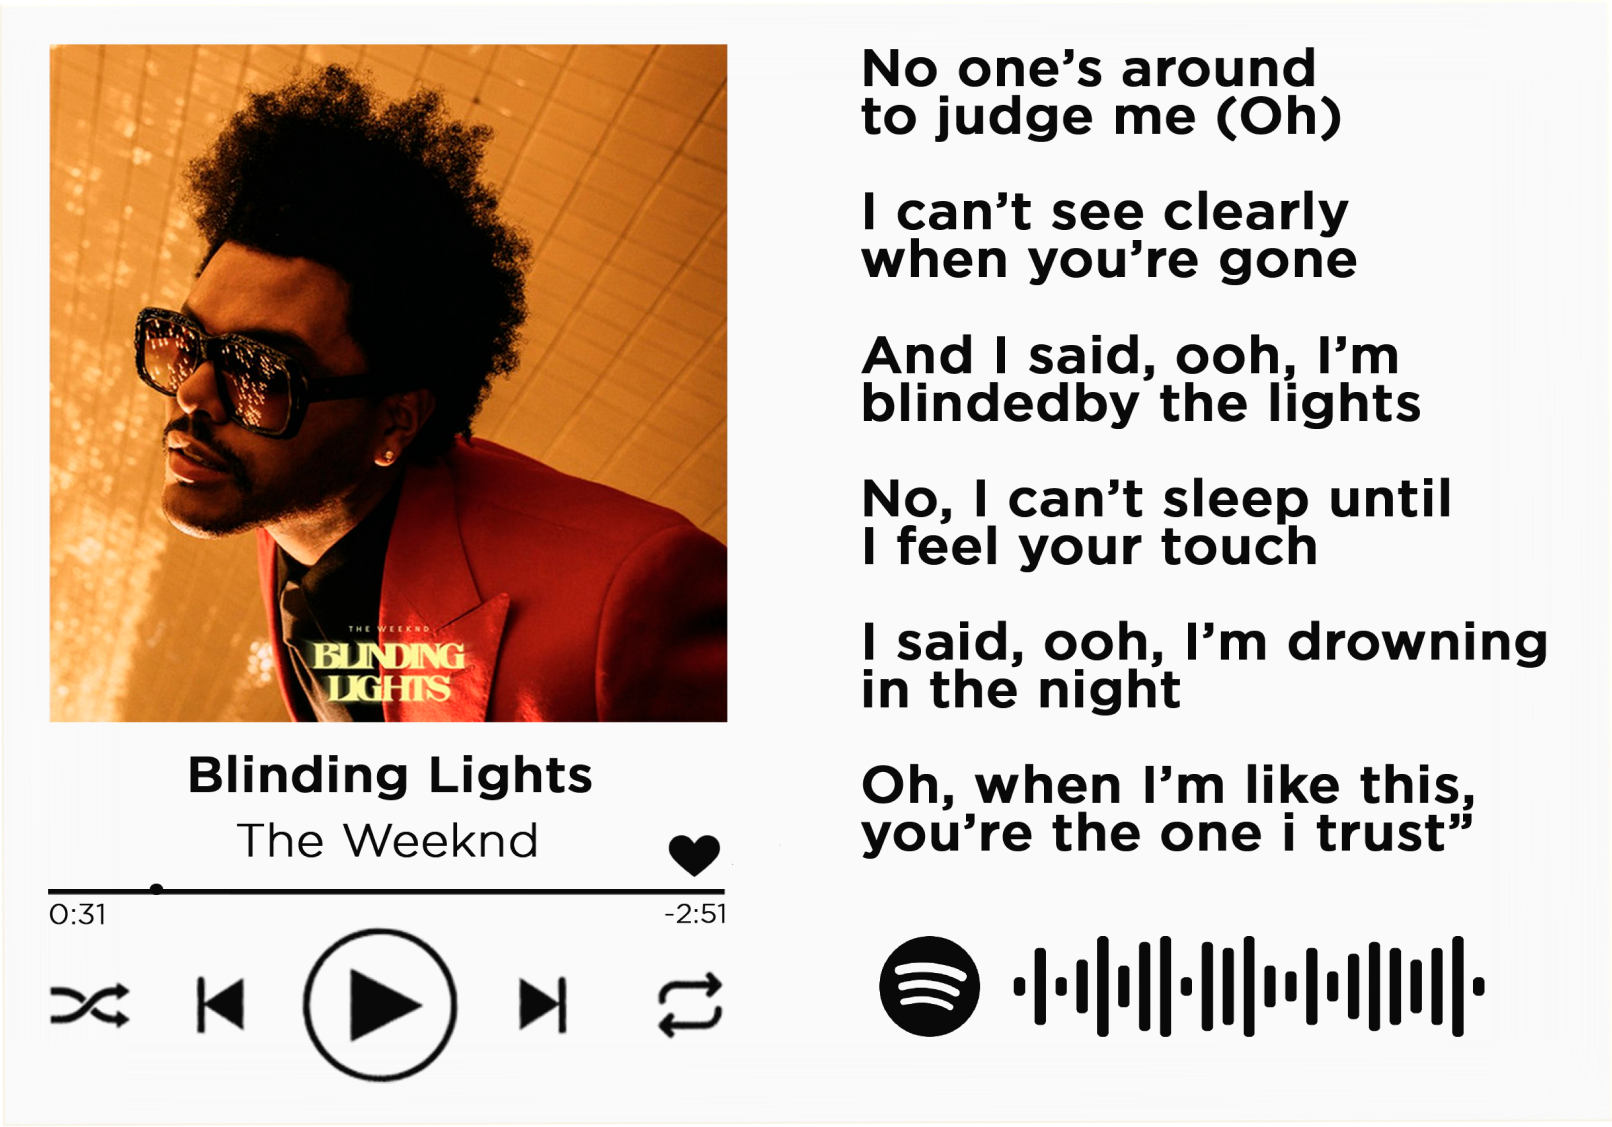 THE WEEKND
BLINDING
LIGHTS
Blinding Lights
The Weeknd
0:31
-2:51
No one’s around
to judge me (Oh)
I can’t see clearly
when you’re gone
And I said, ooh, I’m
blindedby the lights
No, I can’t sleep until
I feel your touch
I said, ooh, I’m drowning
in the night
Oh, when I’m like this,
you’re the one i trust”